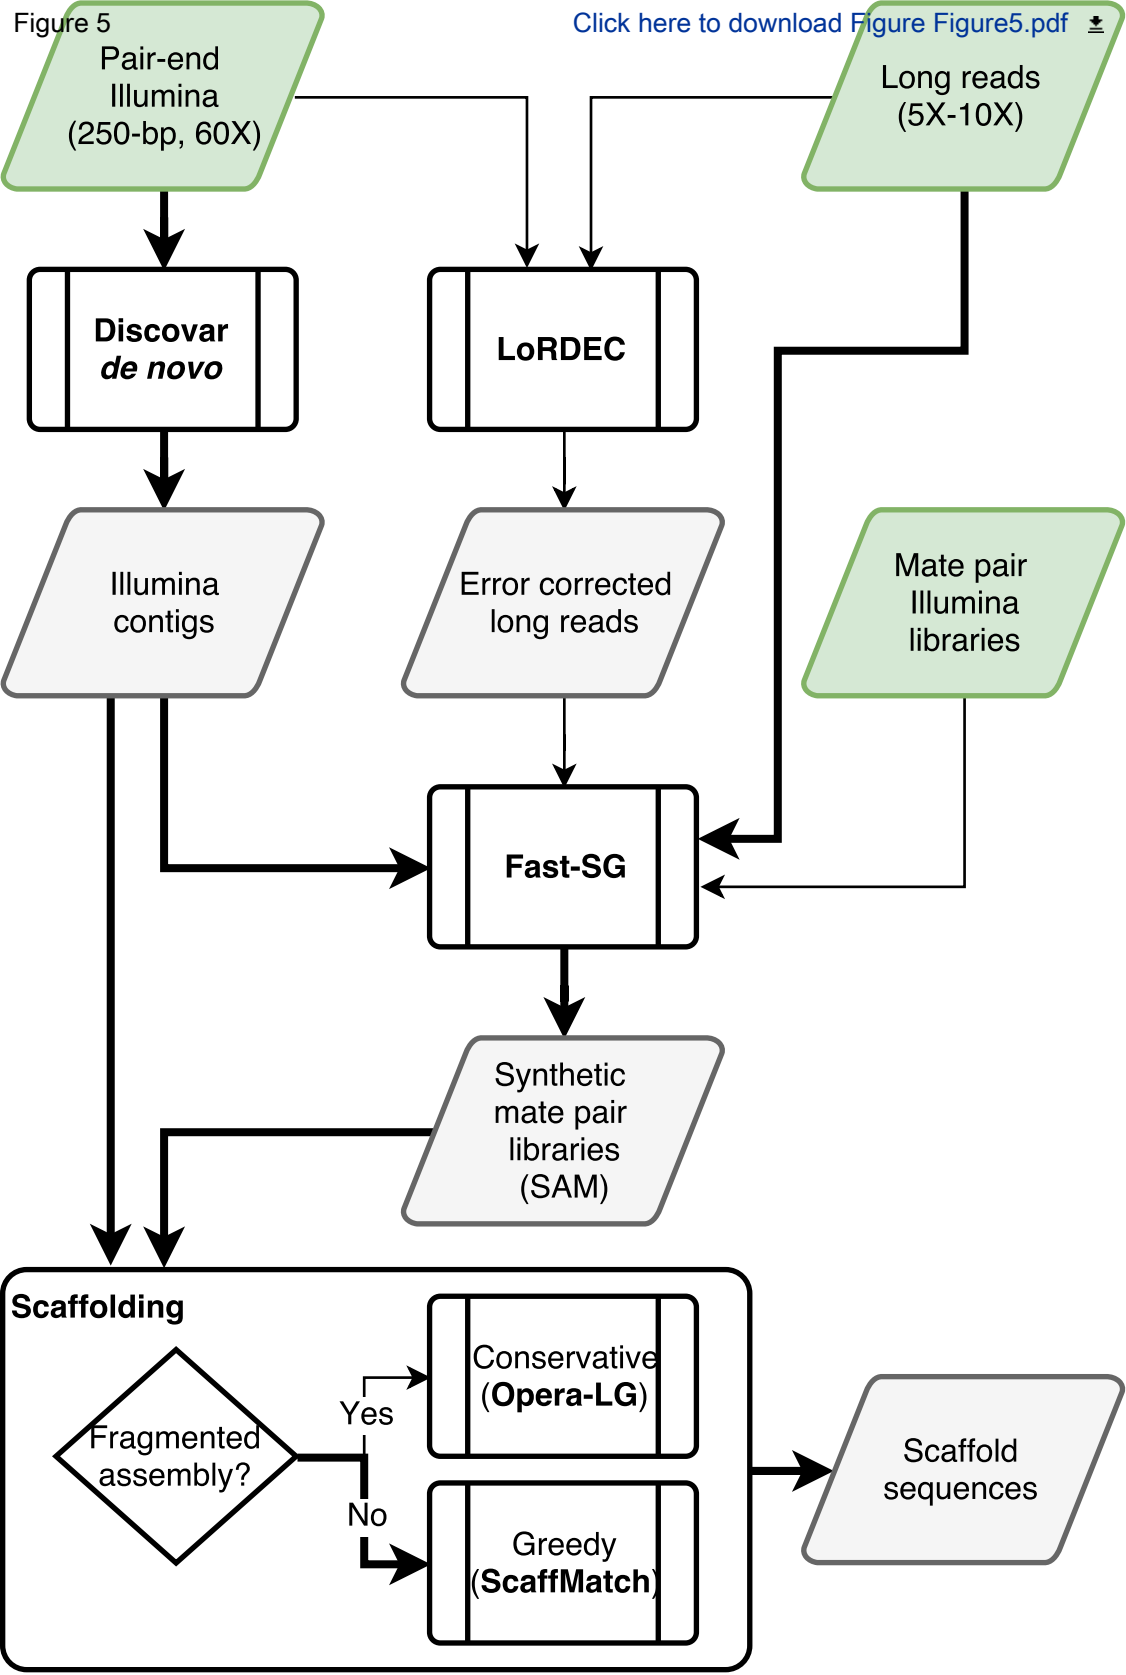 Figure 5
Click here to download Figure Figure5.pdf
Pair-end
Illumina
(250-bp, 60X)
Long reads
(5X-10X)
Discovar
de novo
LoRDEC
Illumina
contigs
Error corrected
long reads
Mate pair
Illumina
libraries
Fast-SG
Synthetic
mate pair
libraries
(SAM)
Scaffolding
Fragmented
assembly?
Yes
No
Conservative
(Opera-LG)
Greedy
(ScaffMatch)
Scaffold
sequences